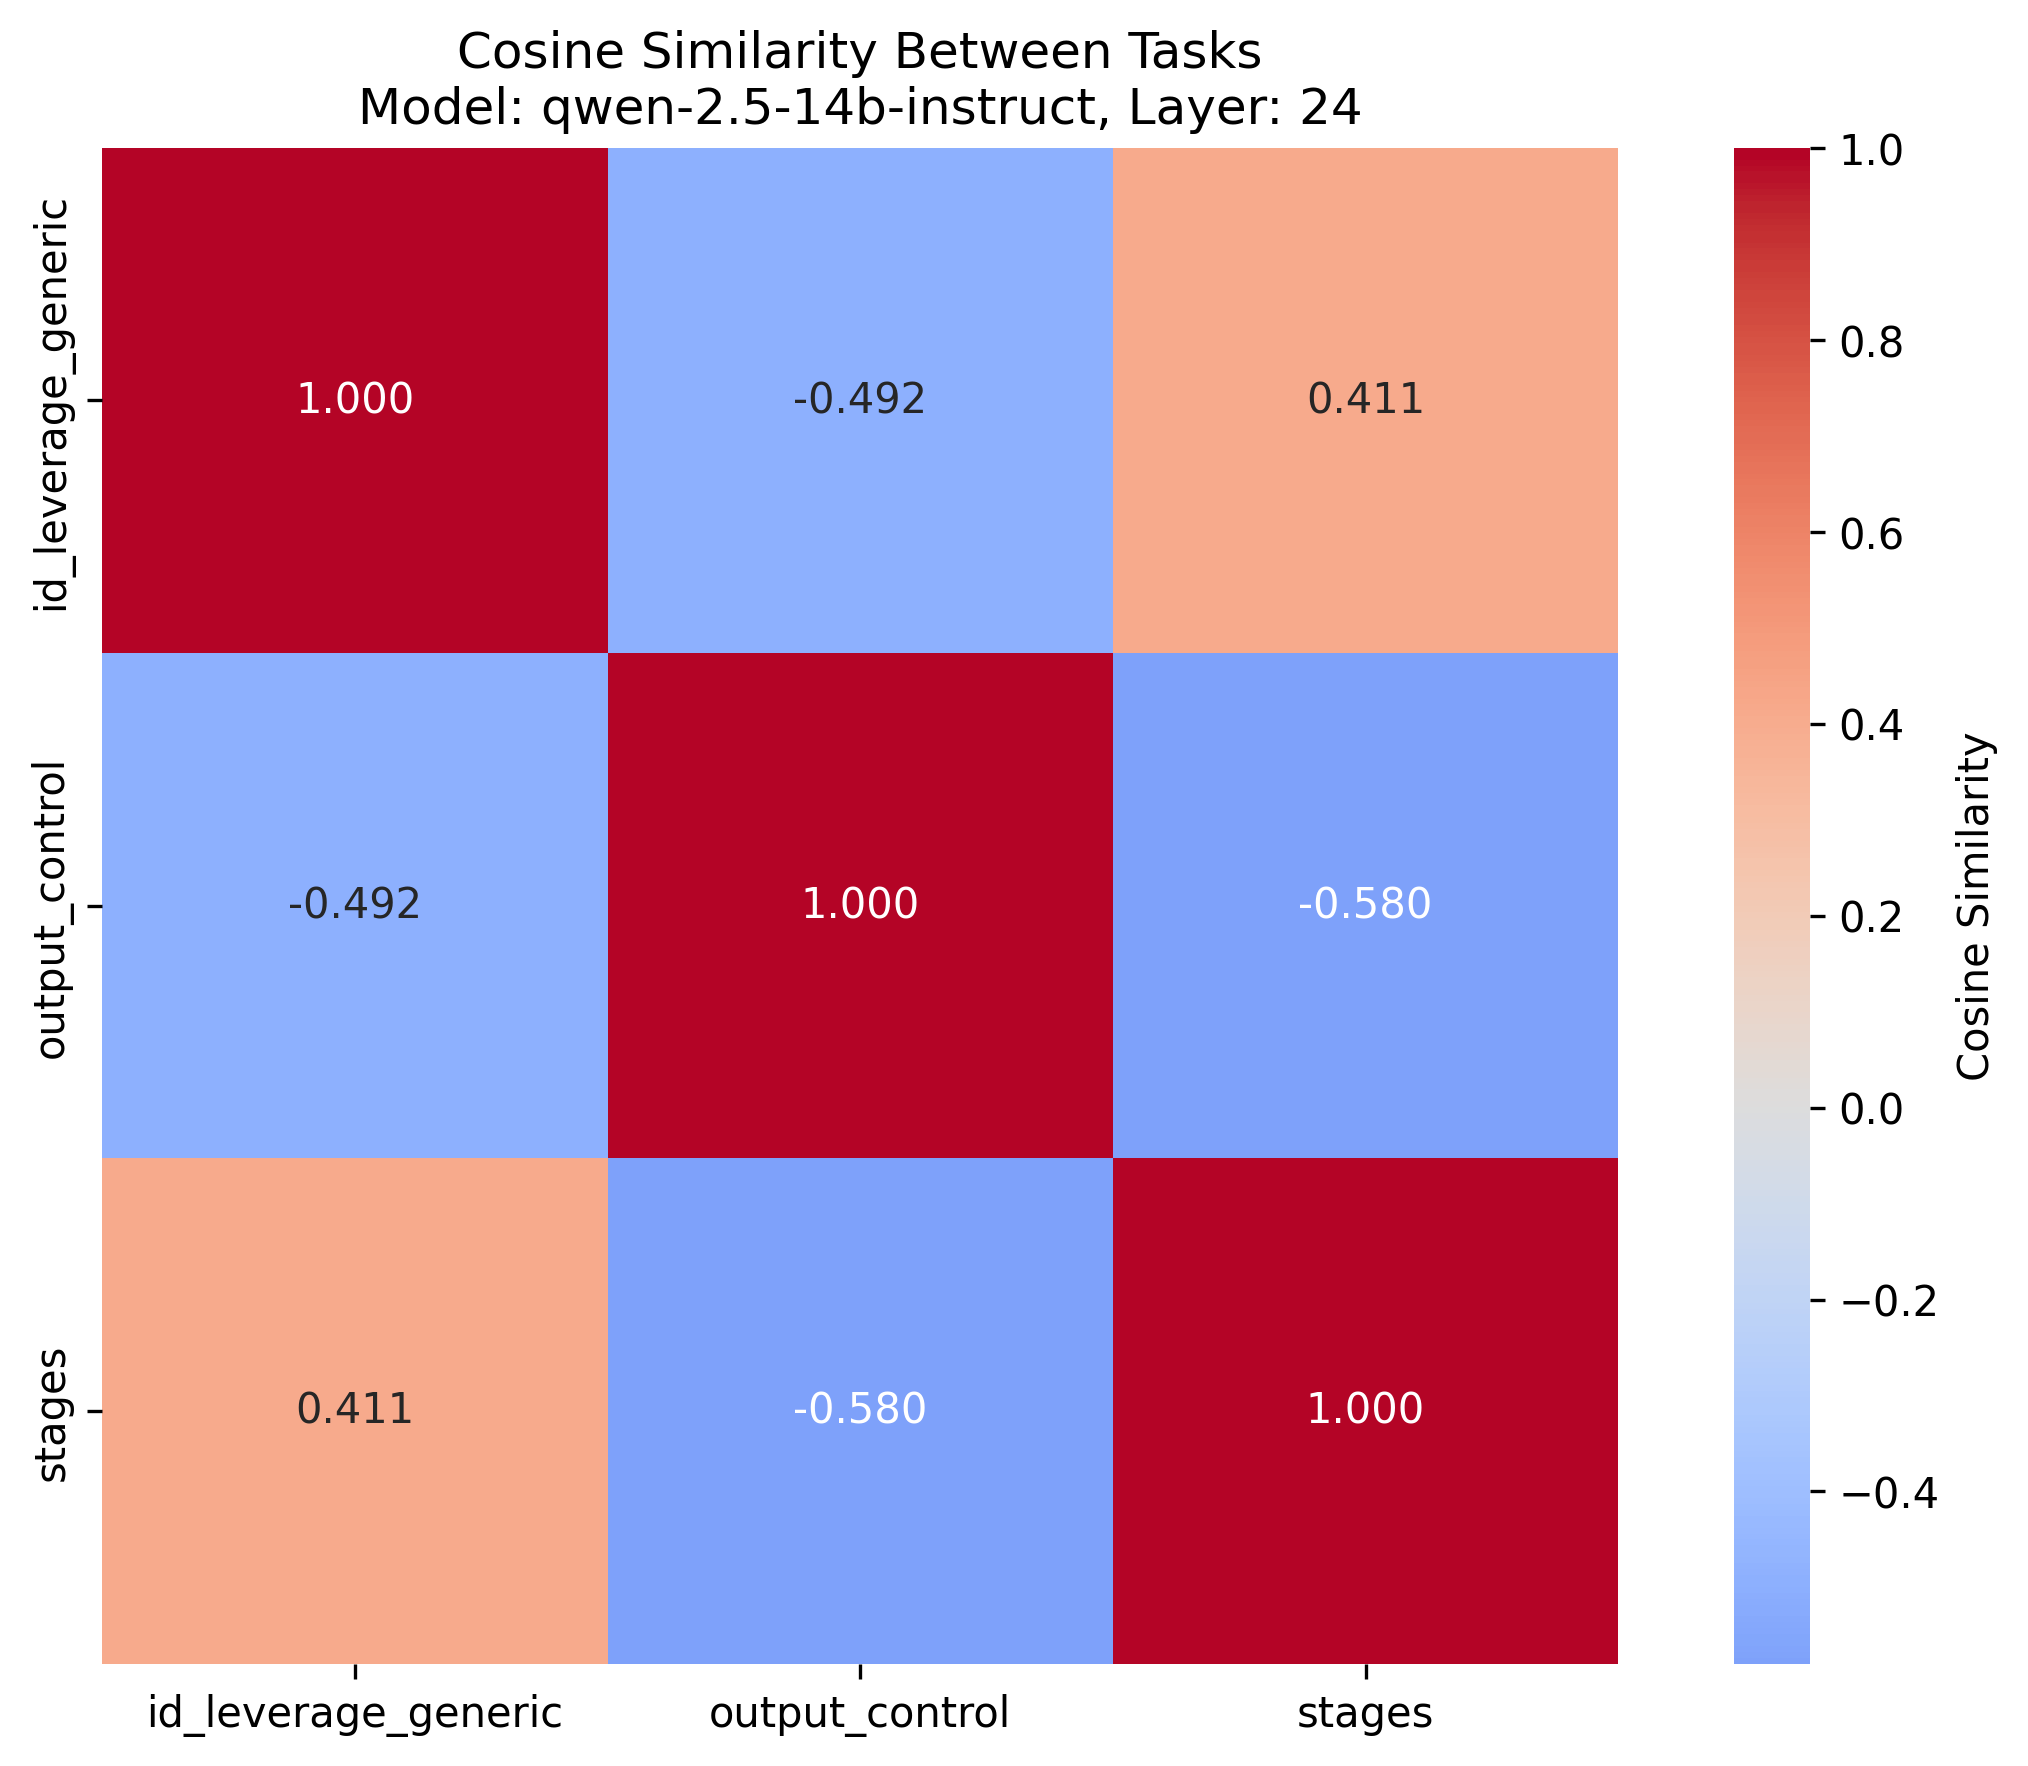 Cosine Similarity Between Tasks
Model: qwen-2.5-14b-instruct, Layer: 24
id_leverage_generic
1.000 -0.492 0.411
output_control
-0.492 1.000 -0.580
stages
0.411 -0.580 1.000
id_leverage_generic output_control stages
1.0
0.8
0.6
0.4
0.2
0.0
−0.2
−0.4
Cosine Similarity